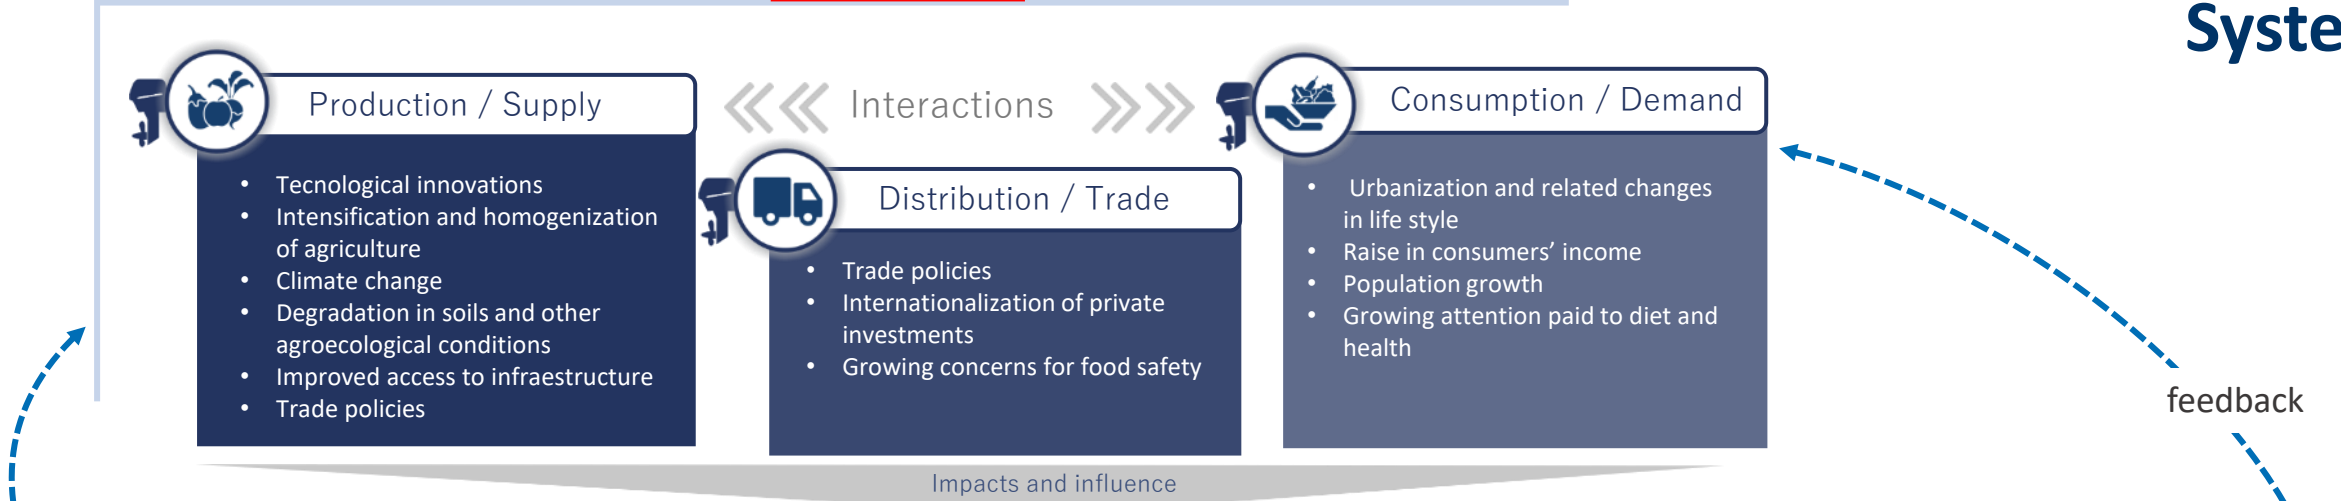 Syste
Production / Supply
Interactions
Consumption / Demand
• Tecnological innovations
• Intensification and homogenization
of agriculture
• Climate change
• Degradation in soils and other
agroecological conditions
• Improved access to infraestructure
• Trade policies
Distribution / Trade
• Trade policies
• Internationalization of private
investments
• Growing concerns for food safety
• Urbanization and related changes
in life style
• Raise in consumers’ income
• Population growth
• Growing attention paid to diet and
health
feedback
Impacts and influence